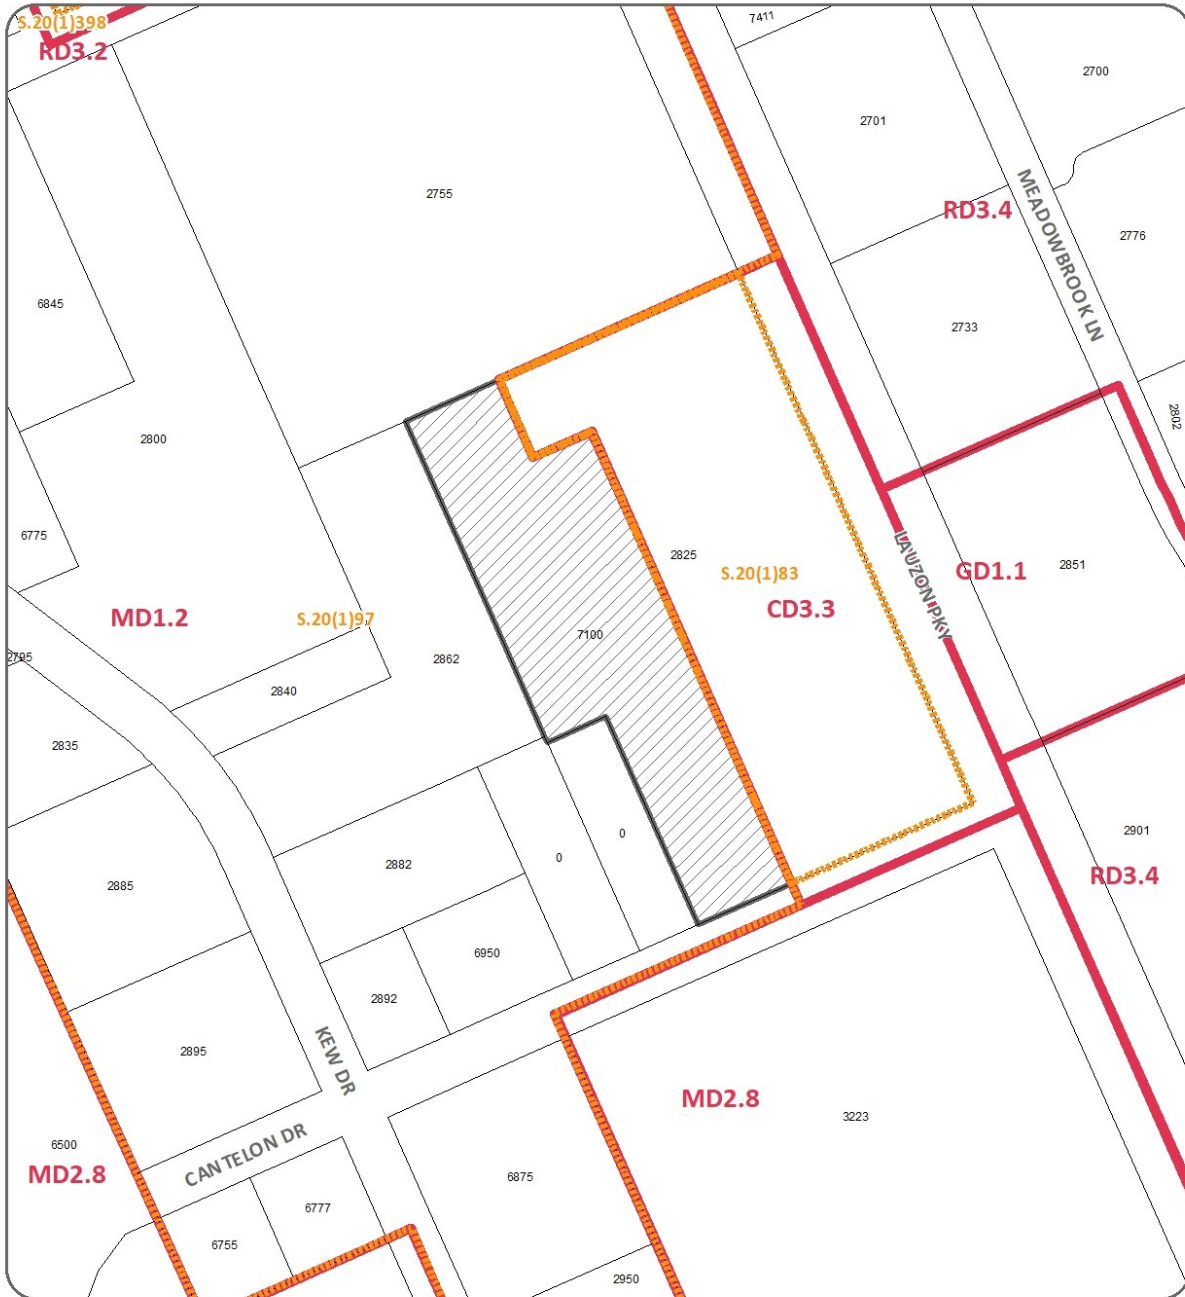 S.20(1)398
7411
RD3.2
2700
2701
2755
RD3.4
MEADOWBROOK LN
2776
6845
2733
2802
2800
6775
2825
LAUZON PKY
GD1.1
2851
S.20(1)83
CD3.3
MD1.2
S.20(1)97
7100
2795
2862
2840
2835
0
2901
0
2882
2885
RD3.4
6950
2892
2895
KEW DR
MD2.8
3223
6500
CANTELON DR
MD2.8
6875
6777
6755
2950